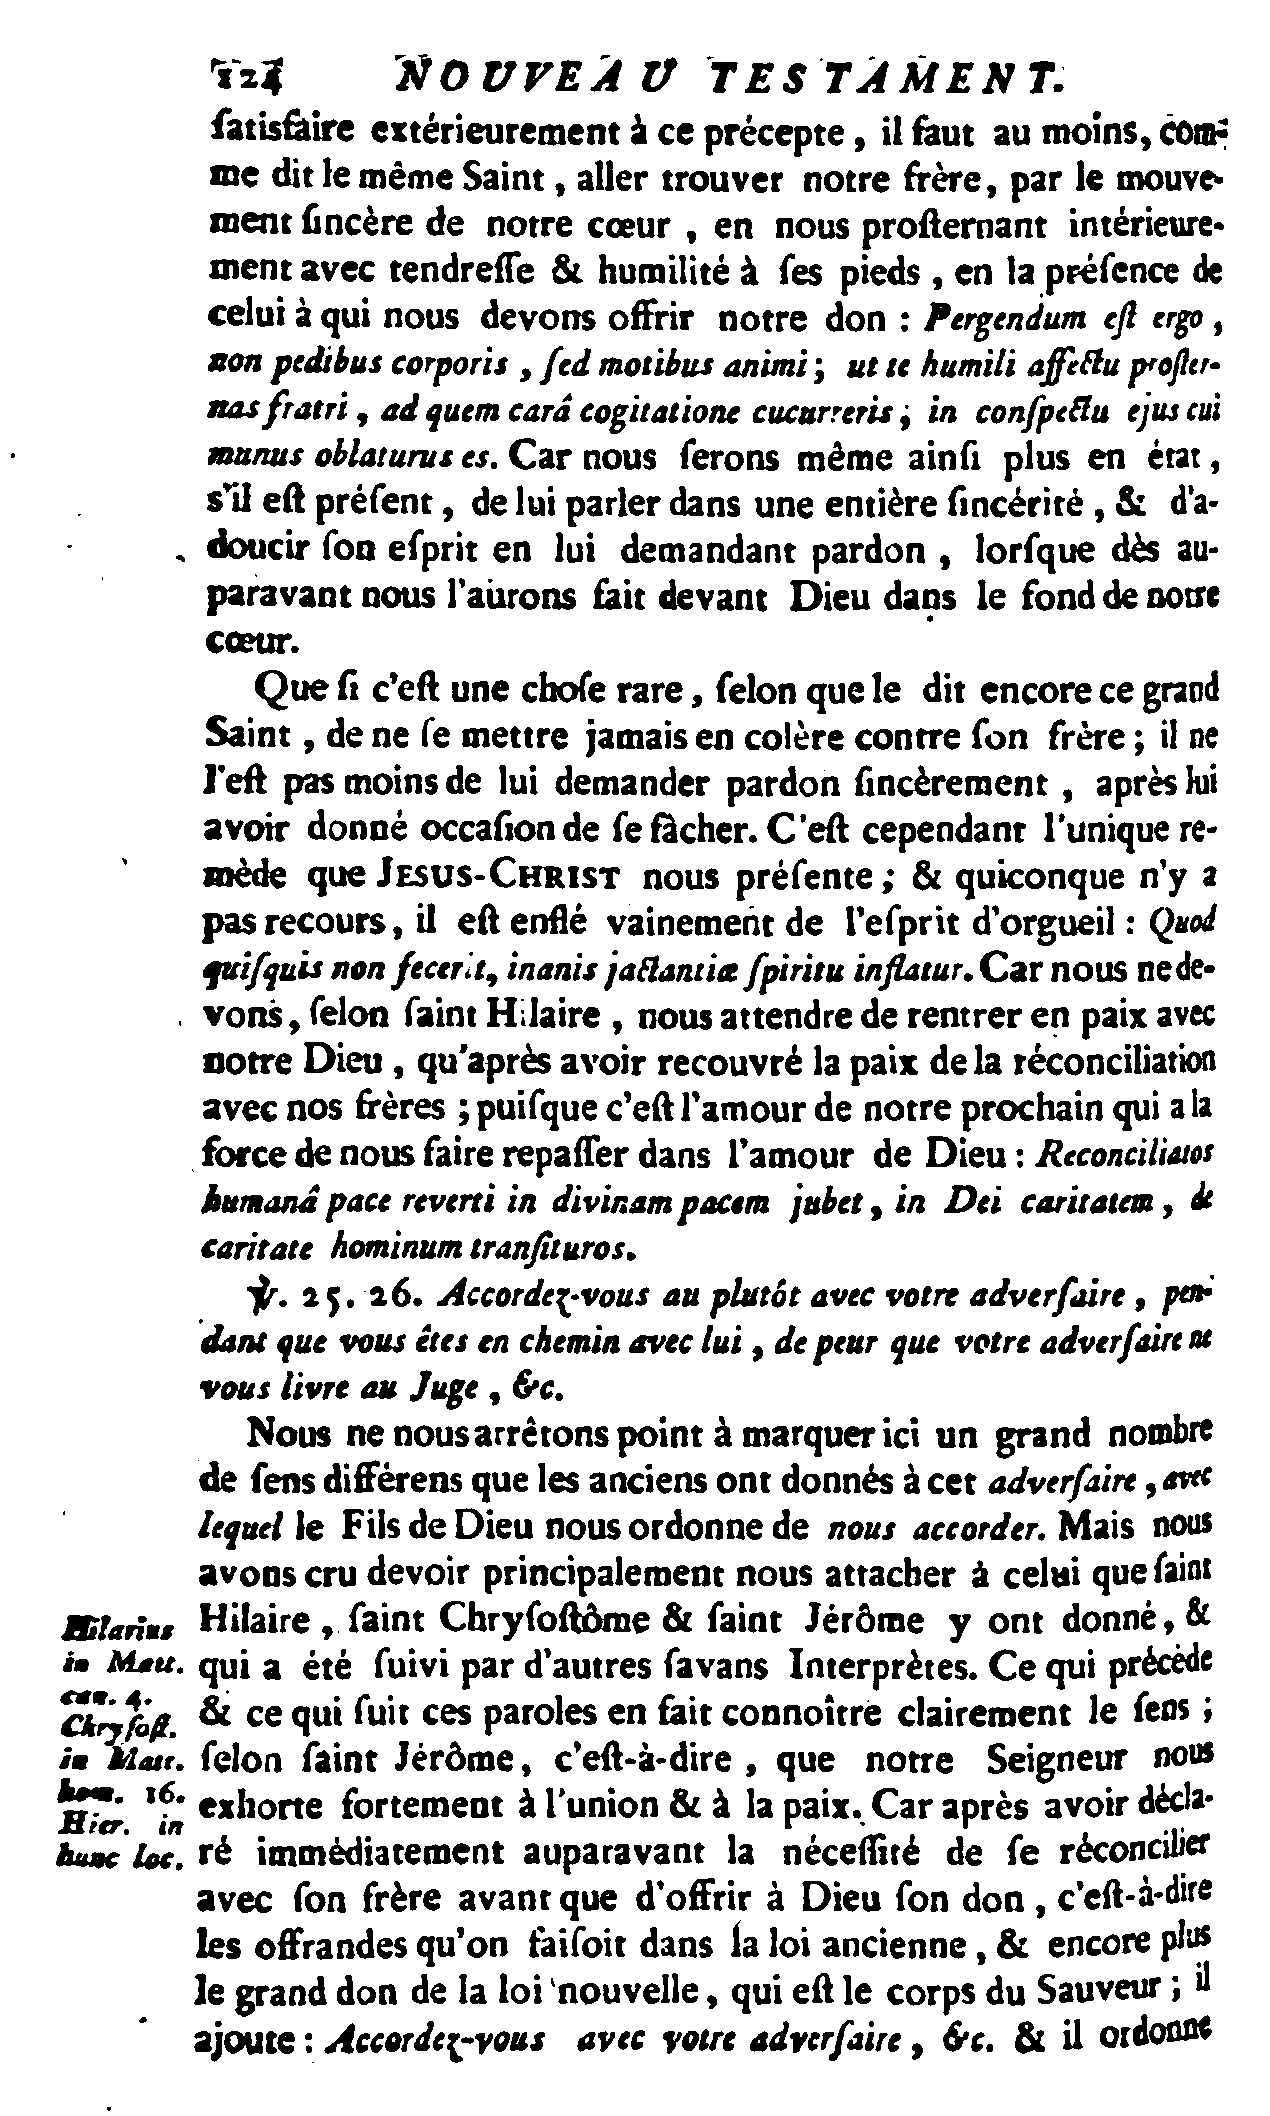 124 NOUVEAU TESTAMENT.
ſatisfaire extérieurement à ce précepte, il faut au moins, com-
me dit le même Saint, aller trouver notre frère, par le mouve-
ment ſincère de notre cœur, en nous proſternant intérieure-
ment avec tendreſſe & humilité à ſes pieds, en la préſence de
celui à qui nous devons offrir notre don : Pergendum eſt ergo,
non pedibus corporis, ſed motibus animi; ut te humili affectu proſter-
nas fratri, ad quem carâ cogitatione cucurreris; in conſpectu ejus cui
munus oblaturus es. Car nous ſerons même ainſi plus en état,
s'il eſt préſent, de lui parler dans une entière ſincérité, & d'a-
doucir ſon eſprit en lui demandant pardon, lorſque dès au-
paravant nous l'aurons fait devant Dieu dans le fond de notre
cœur.
Que ſi c'eſt une choſe rare, ſelon que le dit encore ce grand
Saint, de ne ſe mettre jamais en colère contre ſon frère; il ne
l'eſt pas moins de lui demander pardon ſincèrement, après lui
avoir donné occaſion de ſe fâcher. C'eſt cependant l'unique re-
mède que JESUS-CHRIST nous préſente; & quiconque n'y a
pas recours, il eſt enflé vainement de l'eſprit d'orgueil : Quod
quiſquis non fecerit, inanis jactantiæ ſpiritu inflatur. Car nous ne de-
vons, ſelon ſaint Hilaire, nous attendre de rentrer en paix avec
notre Dieu, qu'après avoir recouvré la paix de la réconciliation
avec nos frères; puiſque c'eſt l'amour de notre prochain qui a la
force de nous faire repaſſer dans l'amour de Dieu : Reconciliatos
humanâ pace reverti in divinam pacem jubet, in Dei caritatem, de
caritate hominum tranſituros.
℣. 25. 26. Accordez-vous au plutôt avec votre adverſaire, pen-
dant que vous êtes en chemin avec lui, de peur que votre adverſaire ne
vous livre au Juge, &c.
Nous ne nous arrêtons point à marquer ici un grand nombre
de ſens différens que les anciens ont donnés à cet adverſaire, avec
lequel le Fils de Dieu nous ordonne de nous accorder. Mais nous
avons cru devoir principalement nous attacher à celui que ſaint
Hilaire, ſaint Chryſoſtôme & ſaint Jérôme y ont donné, &
qui a été ſuivi par d'autres ſavans Interprètes. Ce qui précède
& ce qui ſuit ces paroles en fait connoître clairement le ſens;
ſelon ſaint Jérôme, c'eſt-à-dire, que notre Seigneur nous
exhorte fortement à l'union & à la paix. Car après avoir décla-
ré immédiatement auparavant la néceſſité de ſe réconcilier
avec ſon frère avant que d'offrir à Dieu ſon don, c'eſt-à-dire
les offrandes qu'on faiſoit dans la loi ancienne, & encore plus
le grand don de la loi nouvelle, qui eſt le corps du Sauveur; il
ajoute : Accordez-vous avec votre adverſaire, &c. & il ordonne
Hilarius
in Matt.
can. 4.
Chryſoſt.
in Matt.
hom. 16.
Hier. in
hunc loc.